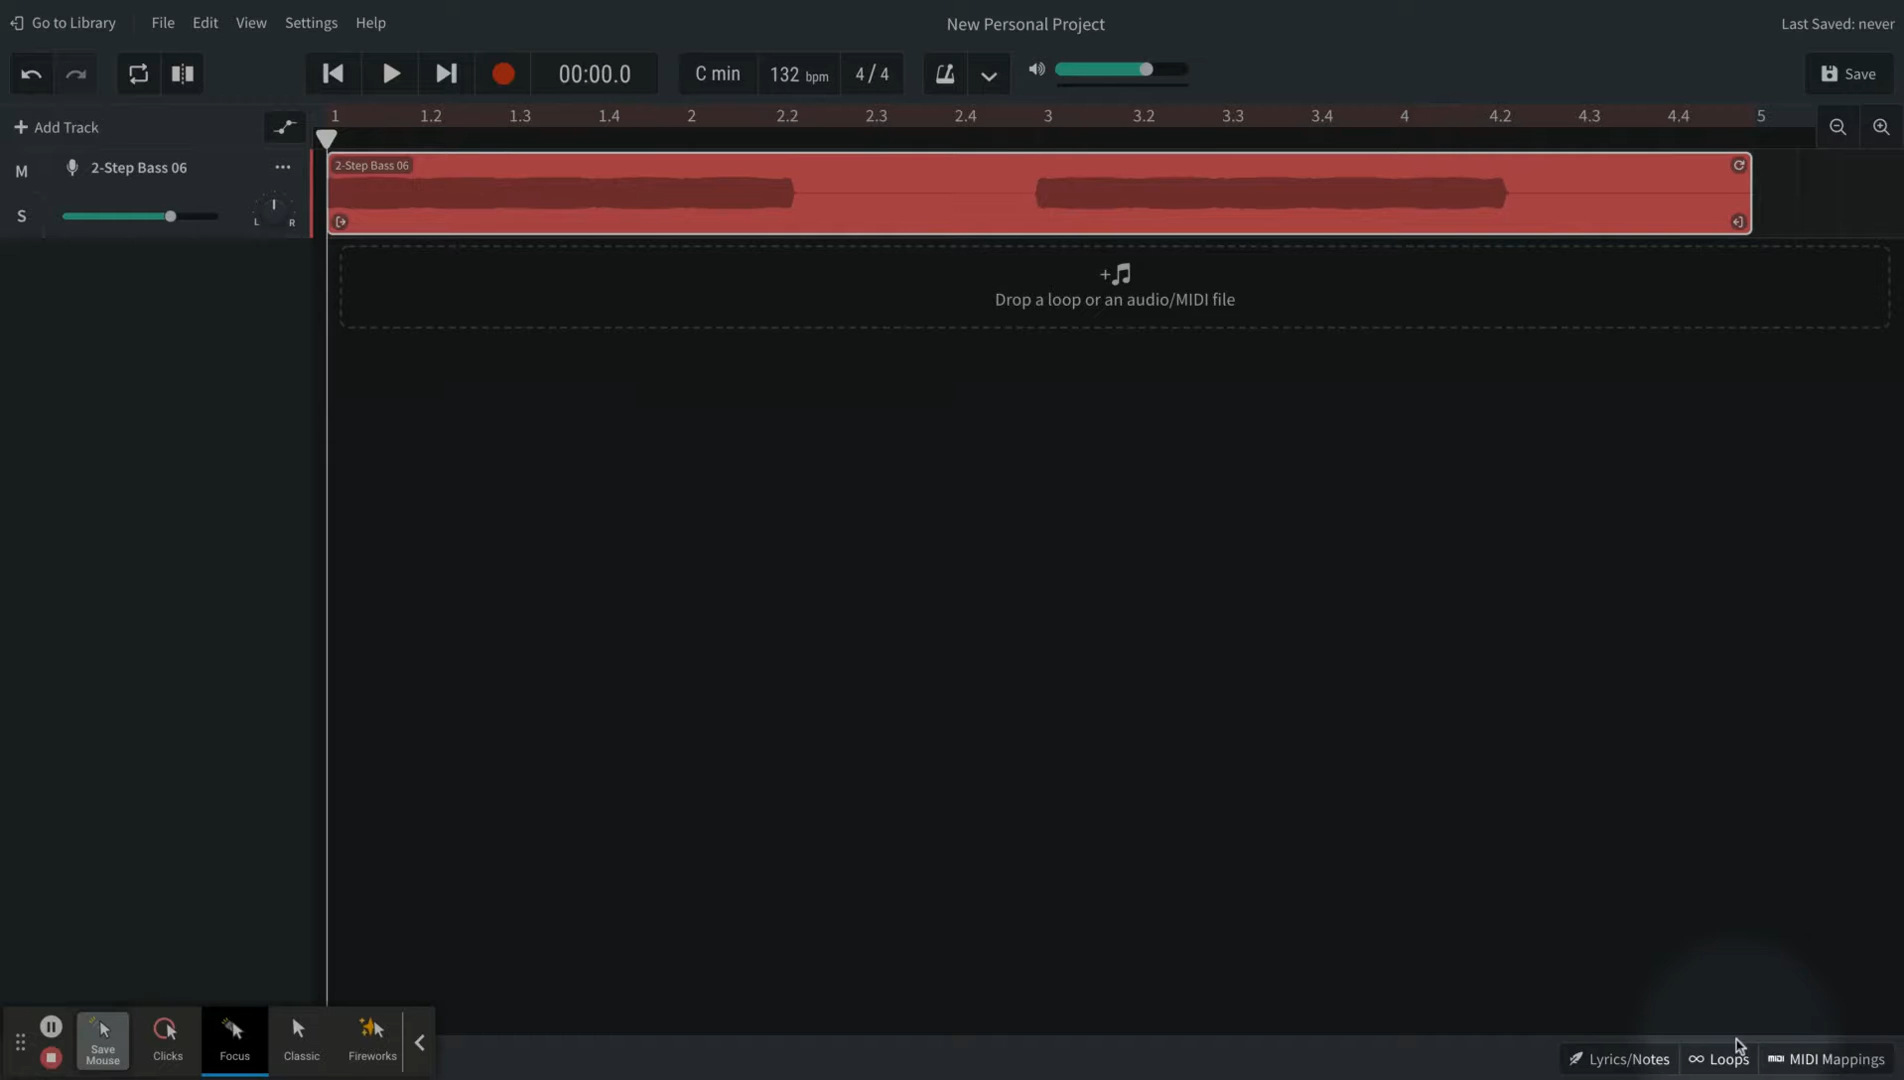 Go to Library File Edit View Settings Help New Personal Project Last Saved: never
00:00.0 C min 132 bpm 4 / 4 Save
+ Add Track 1 1.2 1.3 1.4 2 2.2 2.3 2.4 3 3.2 3.3 3.4 4 4.2 4.3 4.4 5
M 2-Step Bass 06 ... 2-Step Bass 06
S L R
Drop a loop or an audio/MIDI file
Save
Mouse
Clicks Focus Classic Fireworks
Lyrics/Notes Loops MIDI MIDI Mappings